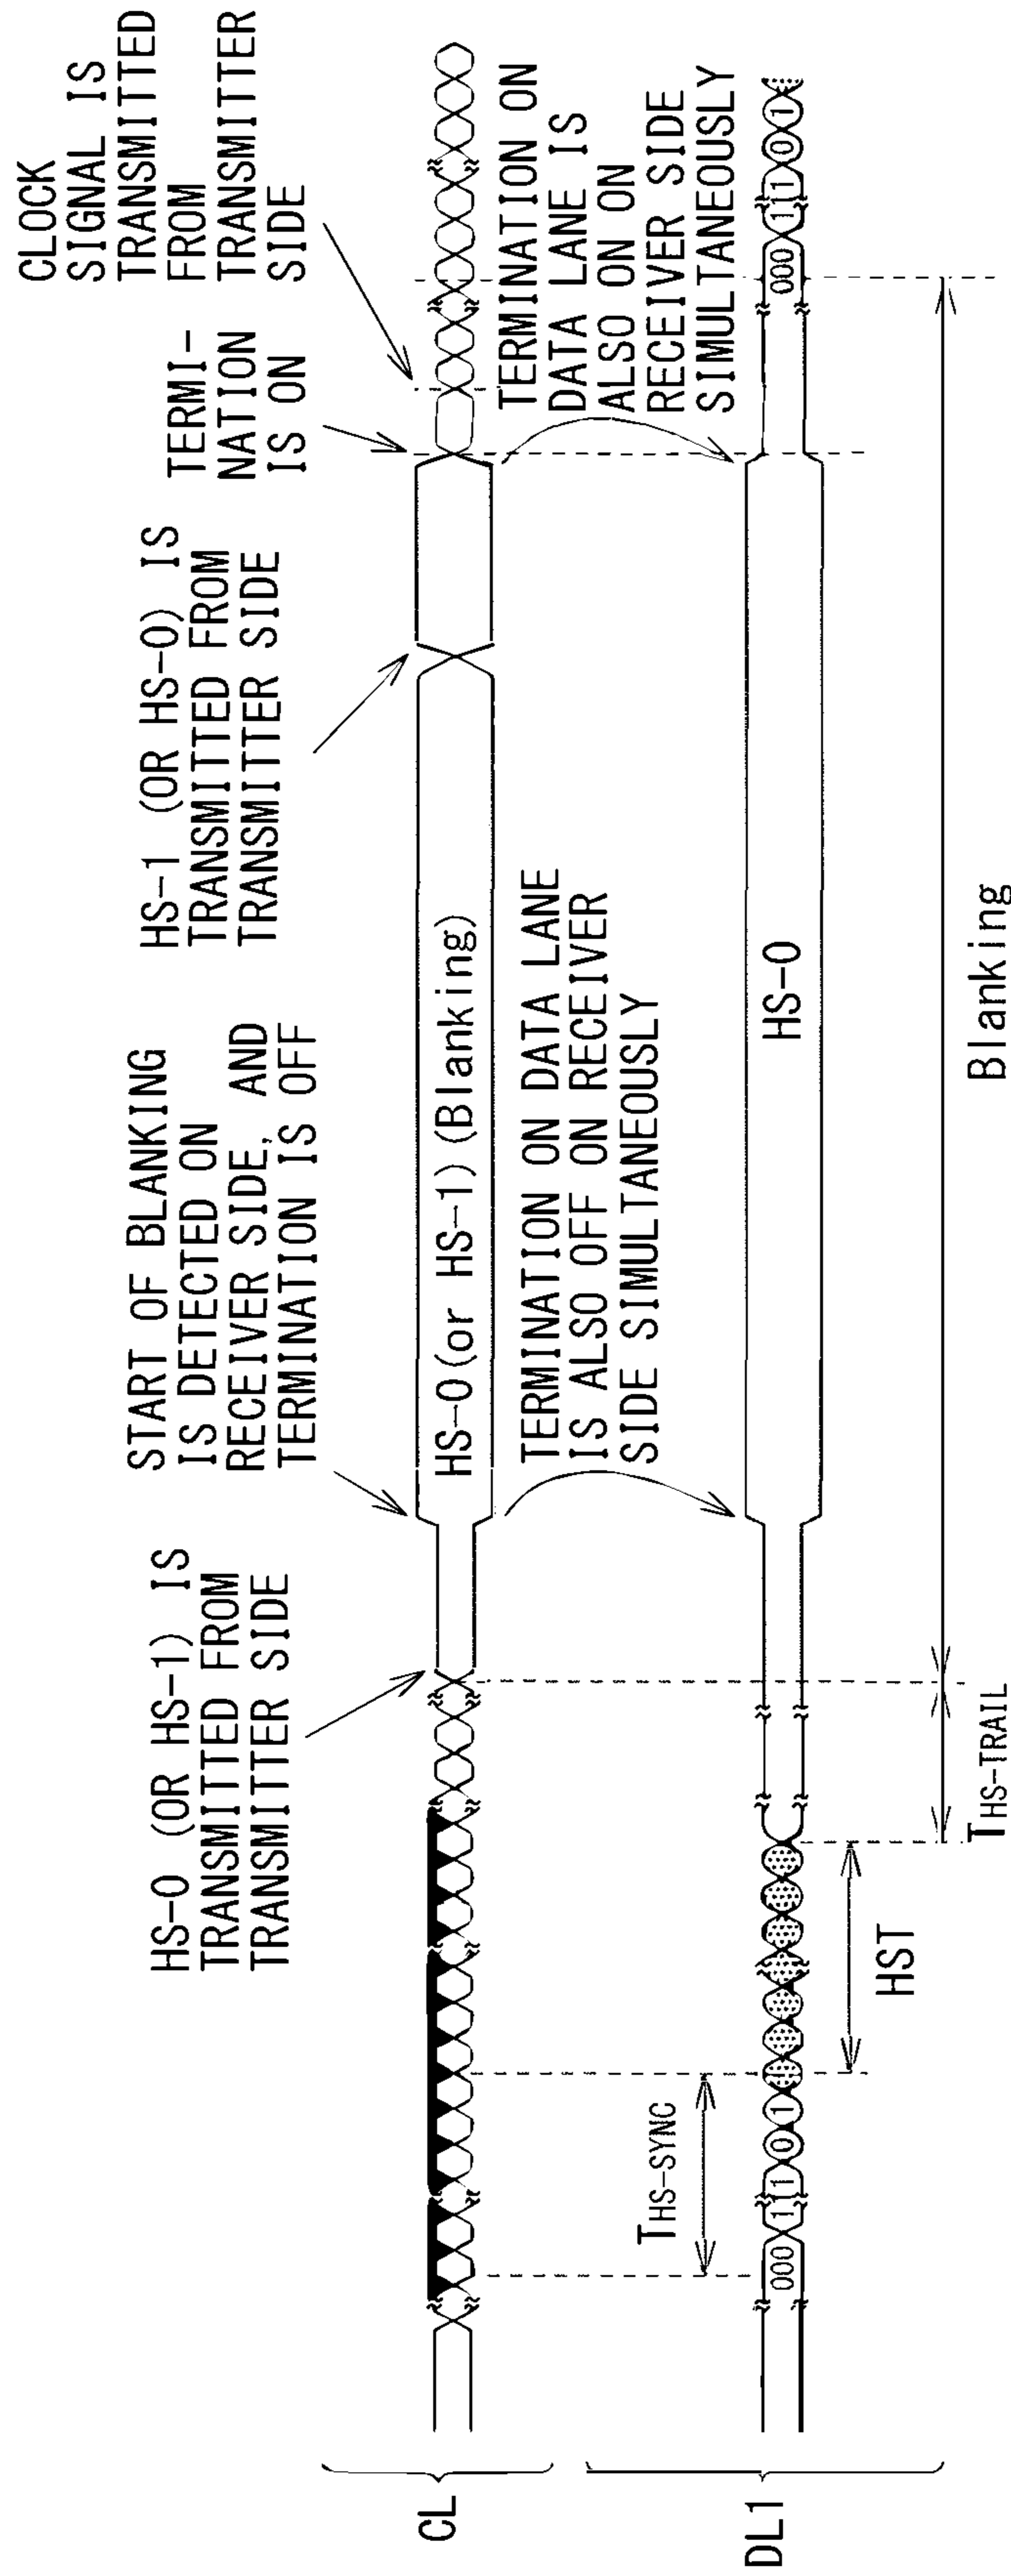 HS-0 (OR HS-1) IS
TRANSMITTED FROM
TRANSMITTER SIDE
START OF BLANKING
IS DETECTED ON
RECEIVER SIDE, AND
TERMINATION IS OFF
HS-1 (OR HS-0) IS
TRANSMITTED FROM
TRANSMITTER SIDE
TERMI-
NATION
IS ON
CLOCK
SIGNAL IS
TRANSMITTED
FROM
TRANSMITTER
SIDE
CL
HS-0(or HS-1)(Blanking)
TERMINATION ON DATA LANE
IS ALSO OFF ON RECEIVER
SIDE SIMULTANEOUSLY
TERMINATION ON
DATA LANE IS
ALSO ON ON
RECEIVER SIDE
SIMULTANEOUSLY
THS-SYNC
DL1
000 1 1 0 1
HS-0
000 1 1 0 1
HST
THS-TRAIL
Blanking